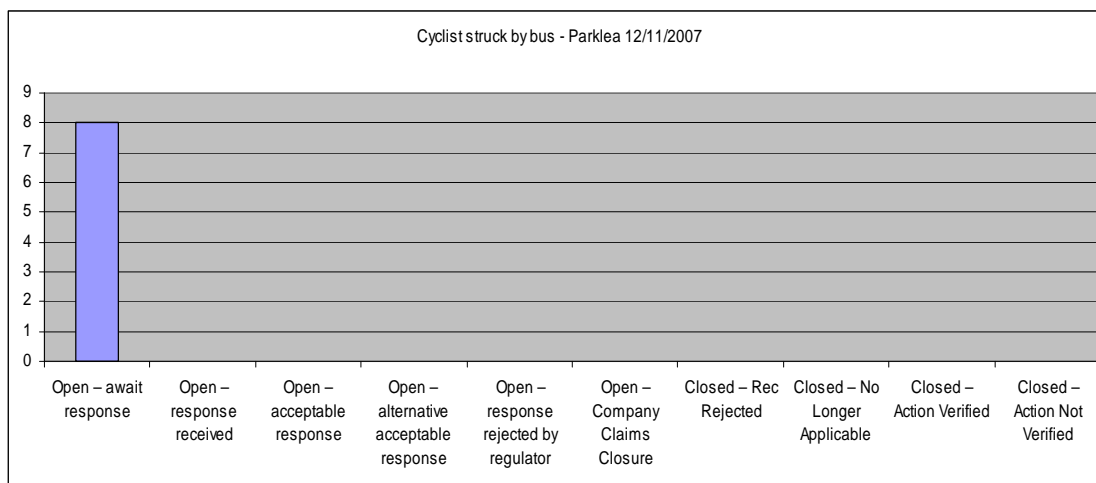 Cyclist struck by bus - Parklea 12/11/2007
9
8
7
6
5
4
3
2
1
0
Open – await
response
Open –
response
received
Open –
acceptable
response
Open –
alternative
acceptable
response
Open –
response
rejected by
regulator
Open –
Company
Claims
Closure
Closed – Rec
Rejected
Closed – No
Longer
Applicable
Closed –
Action Verified
Closed –
Action Not
Verified